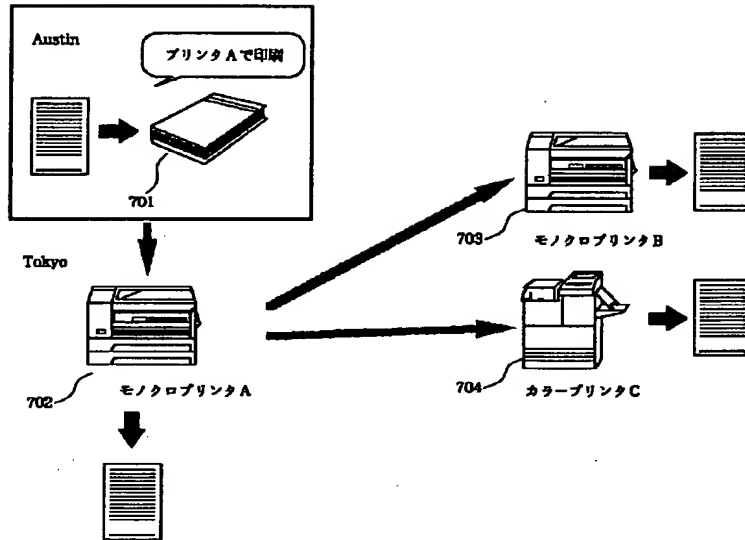 Austin
プリンタAで印刷
701
Tokyo
703
モノクロプリンタB
702
モノクロプリンタA
704
カラープリンタC